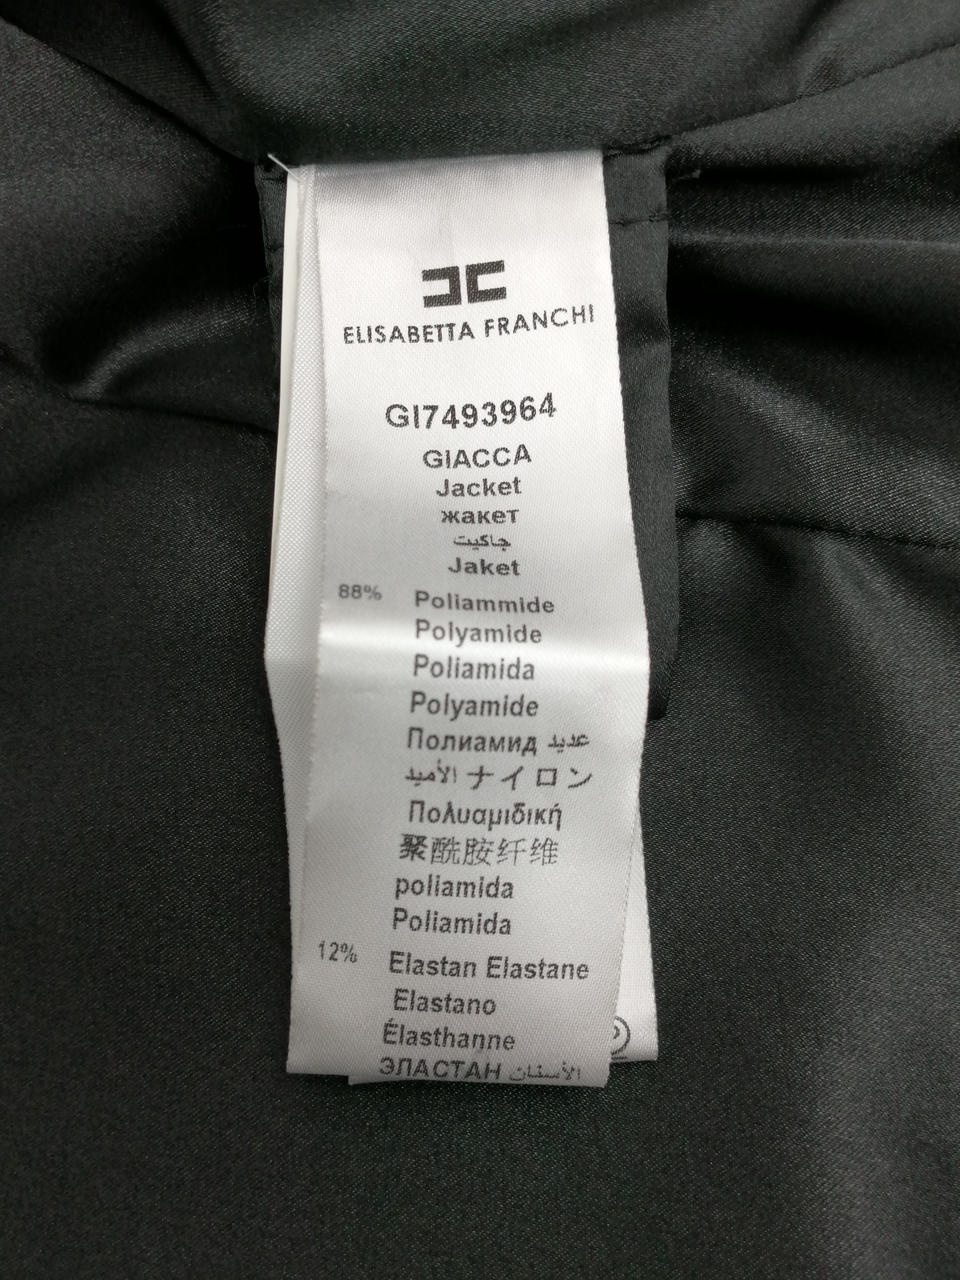 ELISABETTA FRANCHI
GI7493964
GIACCA
Jacket
жакет
جاكيت
Jaket
88% Poliammide
Polyamide
Poliamida
Polyamide
Полиамид عديد
الأميد ナイロン
Πολυαμιδική
聚酰胺纤维
poliamida
Poliamida
12% Elastan Elastane
Elastano
Élasthanne
ЭЛАСТАН الأستان